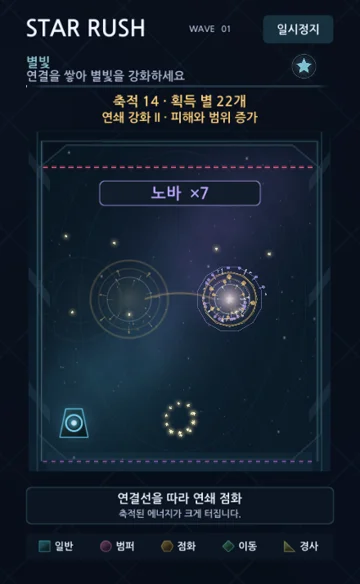 STAR RUSH
WAVE 01
일시정지
별빛
연결을 쌓아 별빛을 강화하세요
축적 14 · 획득 별 22개
연쇄 강화 II · 피해와 범위 증가
노바 ×7
연결선을 따라 연쇄 점화
축적된 에너지가 크게 터집니다.
일반 범퍼 점화 이동 경사